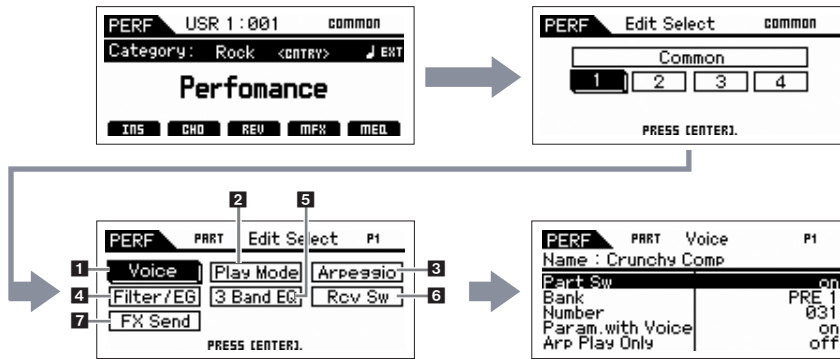 PERF USR 1:001 common
Category: Rock <CNTRY> ♩ EXT
Perfomance
INS CHO REV MFX MEQ
PERF Edit Select common
Common
1 2 3 4
PRESS [ENTER].
2 5
PERF PART Edit Select P1
1 Voice Play Mode Arpeggio 3
4 Filter/EG 3 Band EQ Rcv Sw 6
7 FX Send
PRESS [ENTER].
PERF PART Voice P1
Name : Crunchy Comp
Part Sw on
Bank PRE 1
Number 031
Param.with Voice on
Arp Play Only off